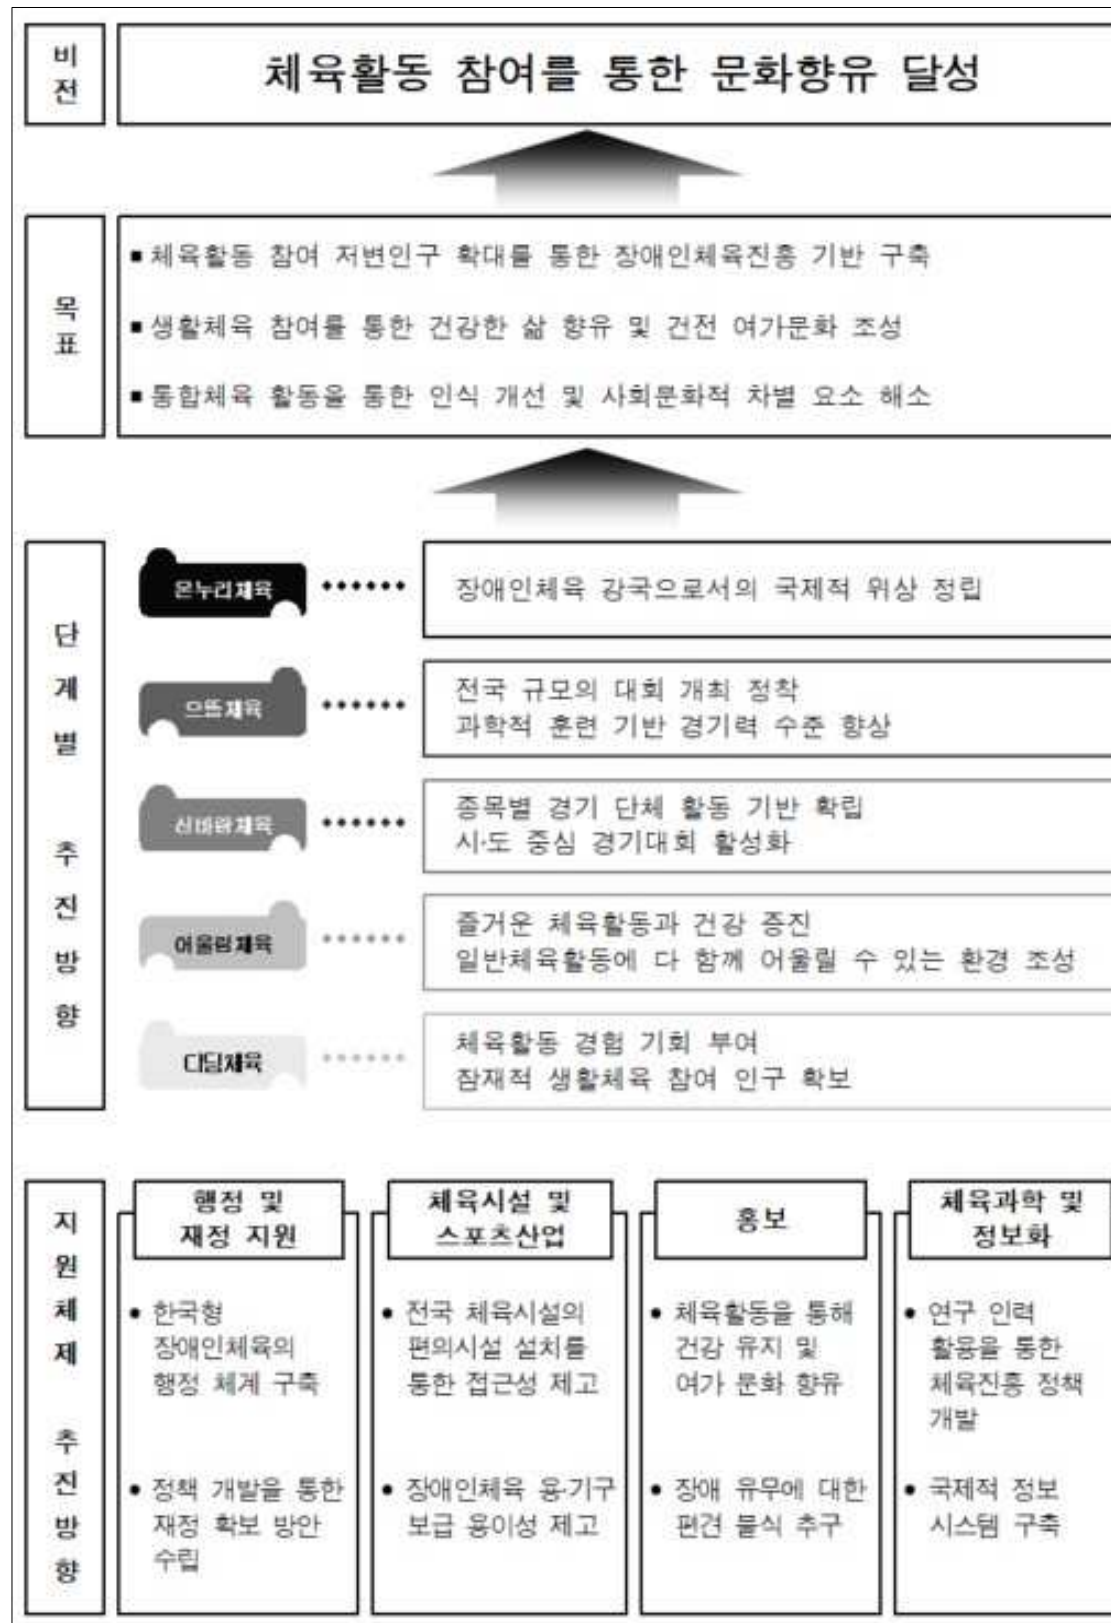 비전
체육활동 참여를 통한 문화향유 달성
목표
■ 체육활동 참여 저변인구 확대를 통한 장애인체육진흥 기반 구축
■ 생활체육 참여를 통한 건강한 삶 향유 및 건전 여가문화 조성
■ 통합체육 활동을 통한 인식 개선 및 사회문화적 차별 요소 해소
단계별 추진방향
온누리체육
장애인체육 강국으로서의 국제적 위상 정립
으뜸체육
전국 규모의 대회 개최 정착
과학적 훈련 기반 경기력 수준 향상
신바람체육
종목별 경기 단체 활동 기반 확립
시·도 중심 경기대회 활성화
어울림체육
즐거운 체육활동과 건강 증진
일반체육활동에 다 함께 어울릴 수 있는 환경 조성
디딤체육
체육활동 경험 기회 부여
잠재적 생활체육 참여 인구 확보
지원체제 추진방향
행정 및
재정 지원
● 한국형
장애인체육의
행정 체계 구축
● 정책 개발을 통한
재정 확보 방안
수립
체육시설 및
스포츠산업
● 전국 체육시설의
편의시설 설치를
통한 접근성 제고
● 장애인체육 용·기구
보급 용이성 제고
홍보
● 체육활동을 통해
건강 유지 및
여가 문화 향유
● 장애 유무에 대한
편견 불식 추구
체육과학 및
정보화
● 연구 인력
활용을 통한
체육진흥 정책
개발
● 국제적 정보
시스템 구축